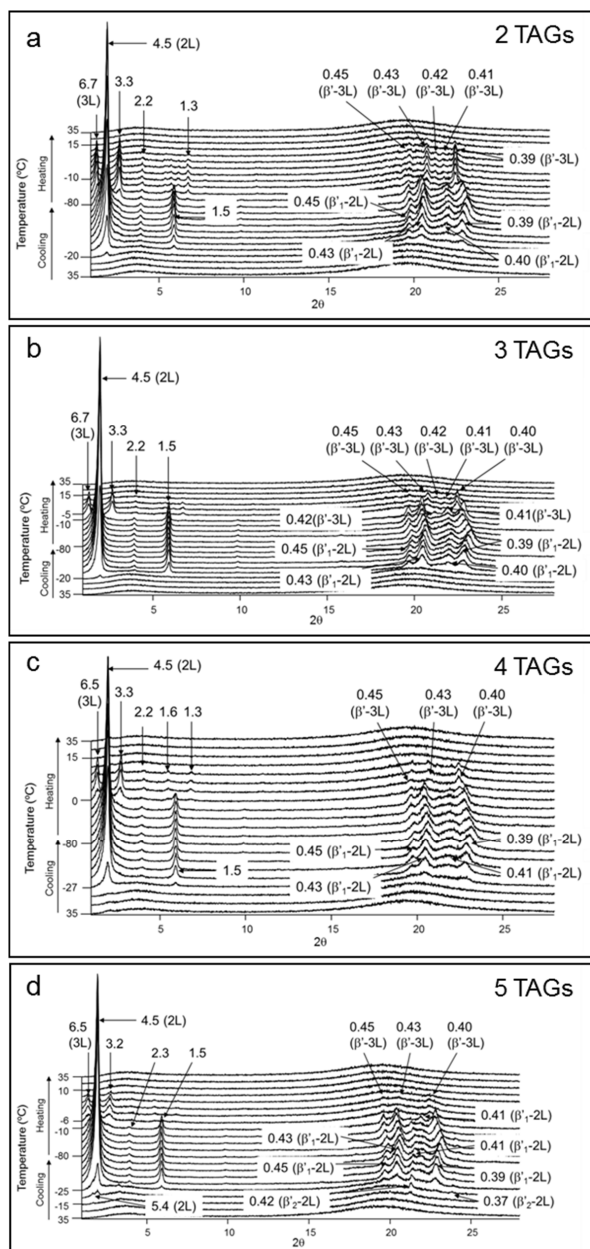 a
2 TAGs
4.5 (2L)
6.7
(3L)
3.3
2.2
1.3
0.45
(β'-3L)
0.43
(β'-3L)
0.42
(β'-3L)
0.41
(β'-3L)
0.39 (β'-3L)
0.45 (β'₁-2L)
1.5
0.39 (β'₁-2L)
0.43 (β'₁-2L)
0.40 (β'₁-2L)
Temperature (ºC)
Cooling
Heating
35
15
-10
-80
-20
35
5
10
15
20
25
2θ
b
3 TAGs
4.5 (2L)
6.7
(3L)
3.3
2.2
1.5
0.45
(β'-3L)
0.43
(β'-3L)
0.42
(β'-3L)
0.41
(β'-3L)
0.40
(β'-3L)
0.42(β'-3L)
0.41(β'-3L)
0.45 (β'₁-2L)
0.39 (β'₁-2L)
0.43 (β'₁-2L)
0.40 (β'₁-2L)
Temperature (ºC)
Cooling
Heating
35
15
-5
-10
-80
-20
35
5
10
15
20
25
2θ
c
4 TAGs
4.5 (2L)
6.5
(3L)
3.3
2.2
1.6
1.3
0.45
(β'-3L)
0.43
(β'-3L)
0.40
(β'-3L)
0.45 (β'₁-2L)
0.39 (β'₁-2L)
1.5
0.43 (β'₁-2L)
0.41 (β'₁-2L)
Temperature (ºC)
Cooling
Heating
35
15
0
-80
-27
35
5
10
15
20
25
2θ
d
5 TAGs
4.5 (2L)
6.5
(3L)
3.2
2.3
1.5
0.45
(β'-3L)
0.43
(β'-3L)
0.40
(β'-3L)
0.41 (β'₁-2L)
0.43 (β'₁-2L)
0.41 (β'₁-2L)
0.45 (β'₁-2L)
0.39 (β'₁-2L)
5.4 (2L)
0.42 (β'₂-2L)
0.37 (β'₂-2L)
Temperature (ºC)
Cooling
Heating
35
10
-6
-10
-80
-25
-15
35
5
10
15
20
25
2θ